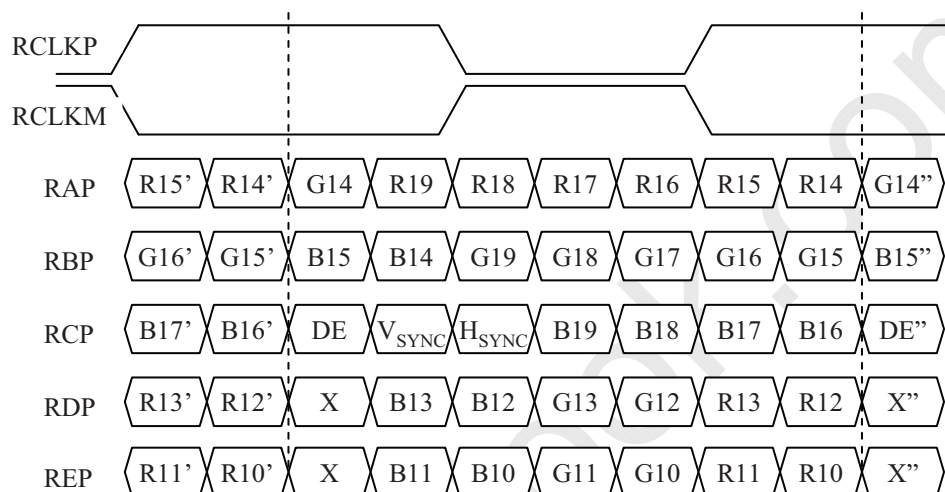 RCLKP
RCLKM
RAP R15’ R14’ G14 R19 R18 R17 R16 R15 R14 G14”
RBP G16’ G15’ B15 B14 G19 G18 G17 G16 G15 B15”
RCP B17’ B16’ DE VSYNC HSYNC B19 B18 B17 B16 DE”
RDP R13’ R12’ X B13 B12 G13 G12 R13 R12 X”
REP R11’ R10’ X B11 B10 G11 G10 R11 R10 X”